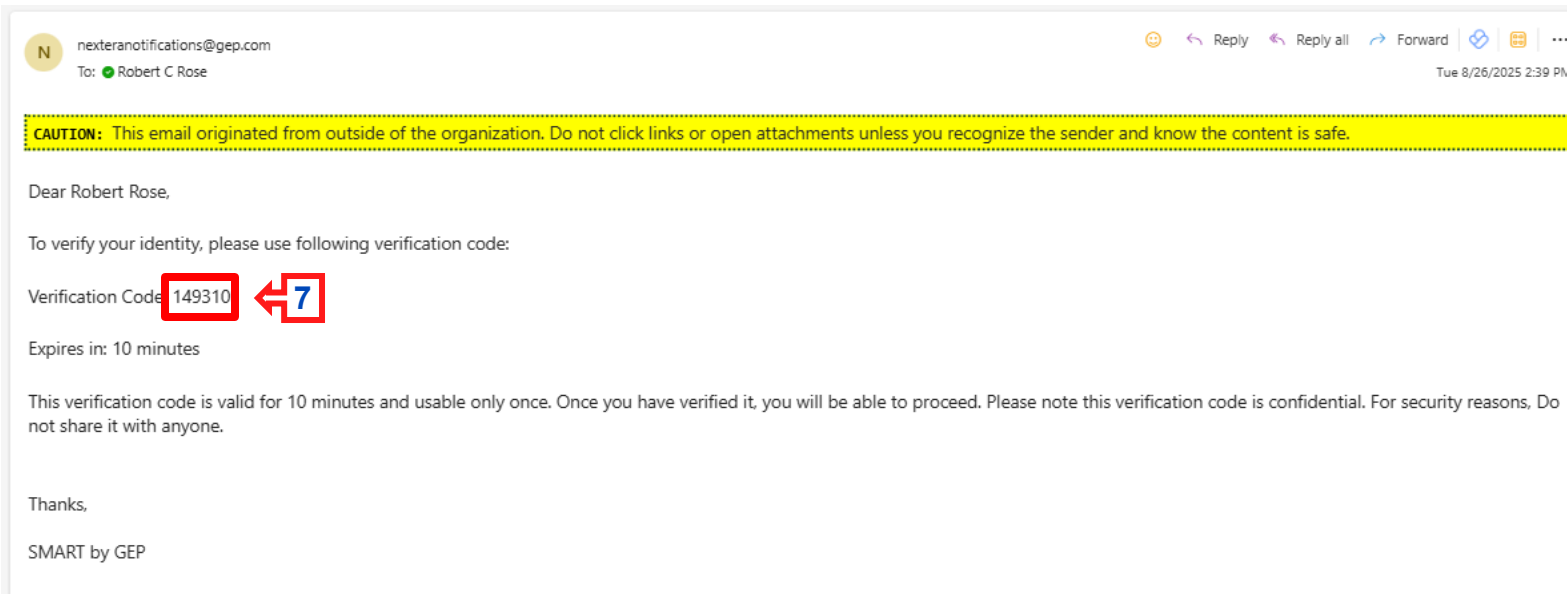 N
nexteranotifications@gep.com
To: Robert C Rose
Reply
Reply all
Forward
Tue 8/26/2025 2:39 PM
CAUTION: This email originated from outside of the organization. Do not click links or open attachments unless you recognize the sender and know the content is safe.
Dear Robert Rose,
To verify your identity, please use following verification code:
Verification Code 149310
7
Expires in: 10 minutes
This verification code is valid for 10 minutes and usable only once. Once you have verified it, you will be able to proceed. Please note this verification code is confidential. For security reasons, Do
not share it with anyone.
Thanks,
SMART by GEP